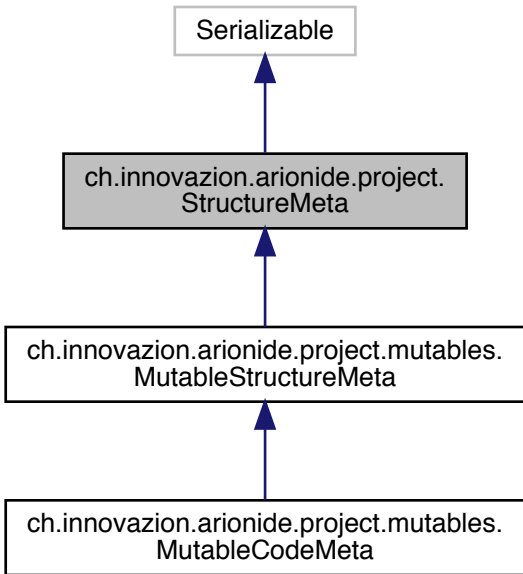 Serializable
ch.innovazion.arionide.project.
StructureMeta
ch.innovazion.arionide.project.mutables.
MutableStructureMeta
ch.innovazion.arionide.project.mutables.
MutableCodeMeta